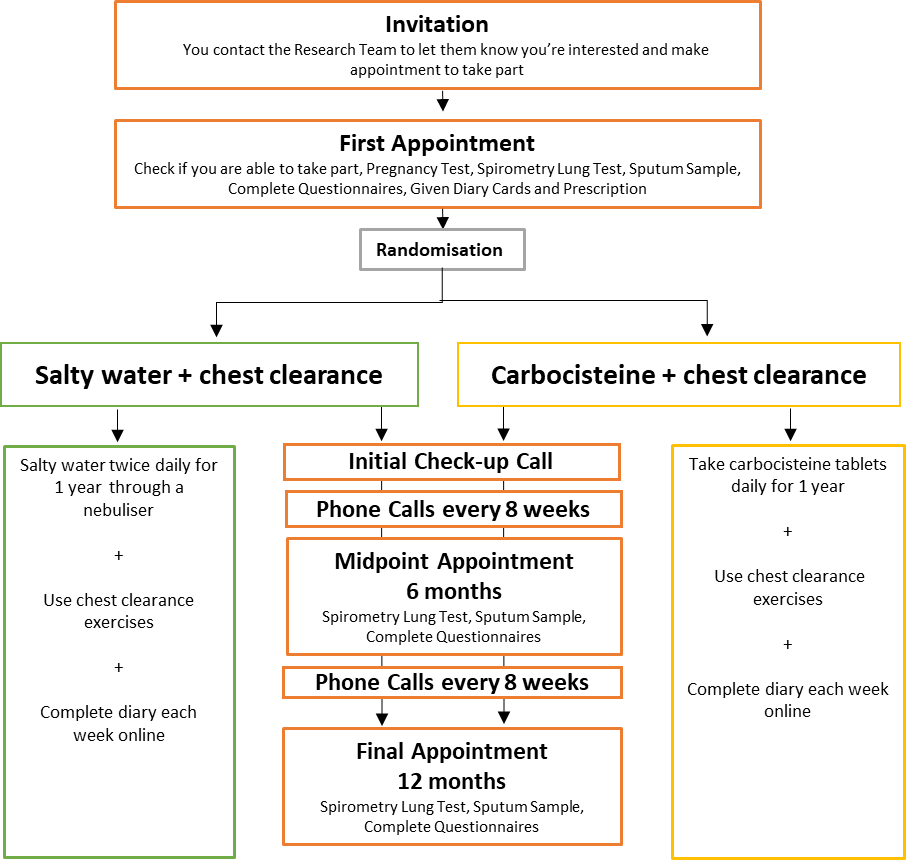 Invitation
You contact the Research Team to let them know you’re interested and make
appointment to take part
First Appointment
Check if you are able to take part, Pregnancy Test, Spirometry Lung Test, Sputum Sample,
Complete Questionnaires, Given Diary Cards and Prescription
Randomisation
Salty water + chest clearance
Carbocisteine + chest clearance
Salty water twice daily for
1 year through a
nebuliser
+
Use chest clearance
exercises
+
Complete diary each
week online
Initial Check-up Call
Phone Calls every 8 weeks
Midpoint Appointment
6 months
Spirometry Lung Test, Sputum Sample,
Complete Questionnaires
Phone Calls every 8 weeks
Final Appointment
12 months
Spirometry Lung Test, Sputum Sample,
Complete Questionnaires
Take carbocisteine tablets
daily for 1 year
+
Use chest clearance
exercises
+
Complete diary each week
online